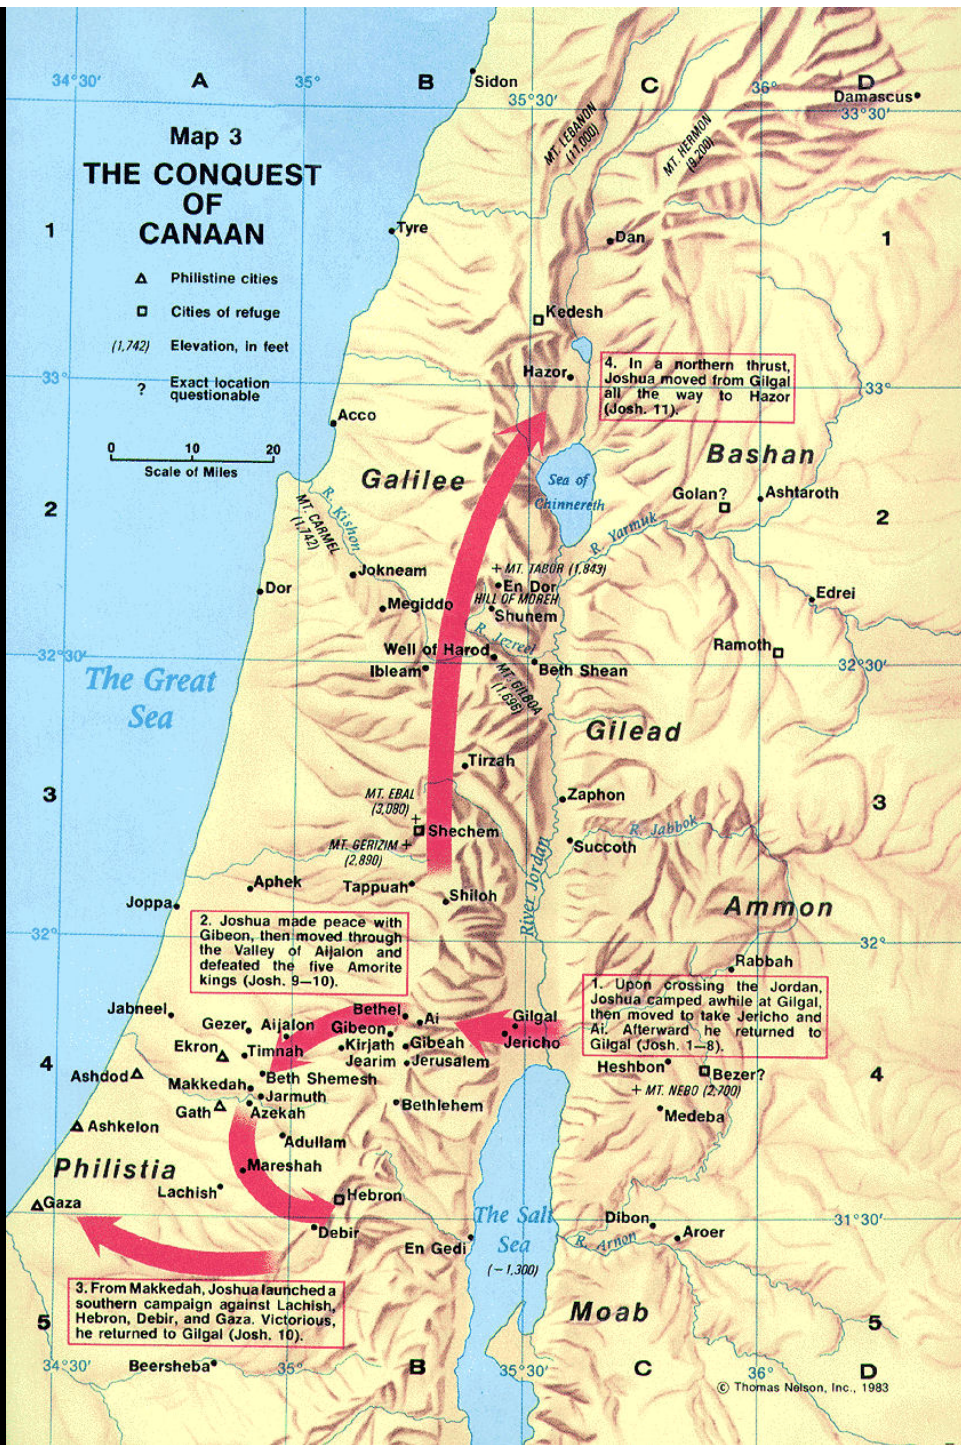 34°30'
A
35°
B
Sidon
35°30'
C
36°
D
Damascus
33°30'
Map 3
THE CONQUEST
OF
CANAAN
MT. LEBANON
(11,000)
MT. HERMON
(9,200)
1
Tyre
Dan
1
Philistine cities
Cities of refuge
Kedesh
(1,742) Elevation, in feet
? Exact location
questionable
33°
Hazor
4. In a northern thrust,
Joshua moved from Gilgal
all the way to Hazor
(Josh. 11).
33°
Acco
0 10 20
Scale of Miles
Galilee
Bashan
Sea of
Chinnereth
Golan?
Ashtaroth
2
R. Kishon
MT. CARMEL
(1,742)
R. Yarmuk
2
Jokneam
+ MT. TABOR (1,843)
En Dor
HILL OF MOREH
Dor
Megiddo
Shunem
Edrei
R. Jezreel
Well of Harod
Ramoth
32°30'
Ibleam
Beth Shean
32°30'
MT. GILBOA
(1,696)
The Great
Sea
Gilead
Tirzah
3
MT. EBAL
(3,080)
+
Zaphon
3
Shechem
R. Jabbok
MT. GERIZIM +
(2,890)
Succoth
River Jordan
Aphek
Tappuah
Shiloh
Joppa
Ammon
32°
32°
2. Joshua made peace with
Gibeon, then moved through
the Valley of Aijalon and
defeated the five Amorite
kings (Josh. 9–10).
Rabbah
1. Upon crossing the Jordan,
Joshua camped awhile at Gilgal,
then moved to take Jericho and
Ai. Afterward he returned to
Gilgal (Josh. 1–8).
Jabneel
Bethel
Ai
Gilgal
Gezer
Aijalon
Gibeon
Jericho
Ekron
Timnah
Kirjath
Jearim
Gibeah
Jerusalem
4
Heshbon
Bezer?
4
Ashdod
Makkedah
Beth Shemesh
+ MT. NEBO (2,700)
Jarmuth
Gath
Azekah
Bethlehem
Medeba
Ashkelon
Adullam
Philistia
Mareshah
Lachish
Hebron
Gaza
Debir
The Salt
Sea
(−1,300)
Dibon
31°30'
Aroer
En Gedi
R. Arnon
3. From Makkedah, Joshua launched a
southern campaign against Lachish,
Hebron, Debir, and Gaza. Victorious,
he returned to Gilgal (Josh. 10).
Moab
5
5
34°30'
Beersheba
35°
B
35°30'
C
36°
D
© Thomas Nelson, Inc., 1983